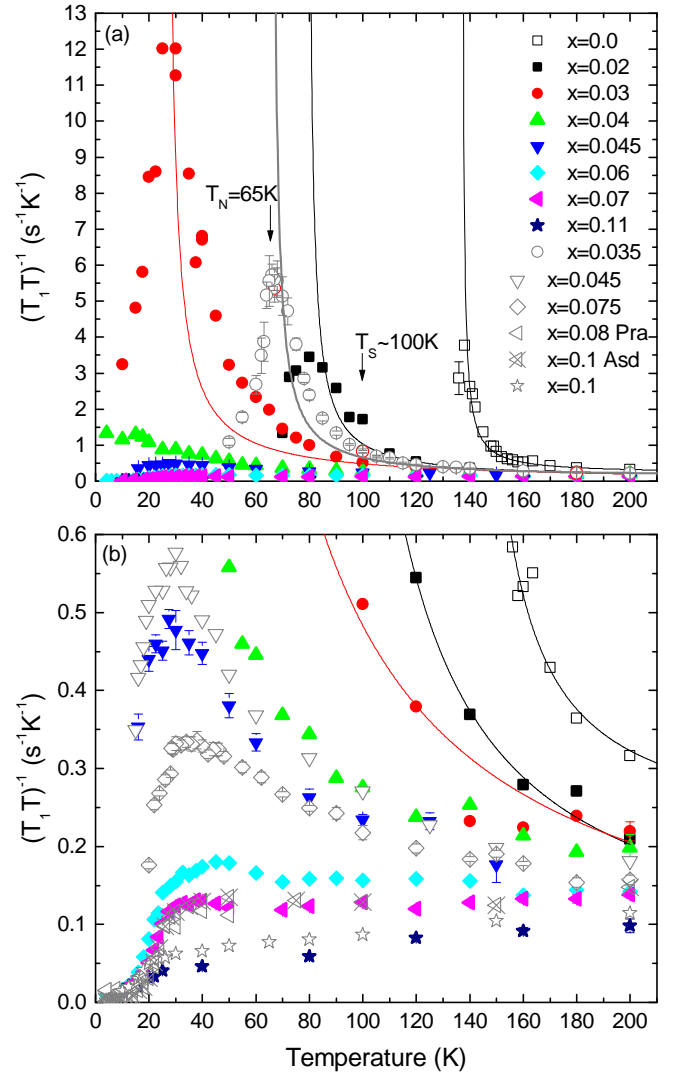 13
12
11
10
9
8
7
6
5
4
3
2
1
0
(a)
(T₁T)⁻¹ (s⁻¹K⁻¹)
T_N=65K
T_S~100K
x=0.0
x=0.02
x=0.03
x=0.04
x=0.045
x=0.06
x=0.07
x=0.11
x=0.035
x=0.045
x=0.075
x=0.08 Pra
x=0.1 Asd
x=0.1
0 20 40 60 80 100 120 140 160 180 200
0.6
0.5
0.4
0.3
0.2
0.1
0.0
(b)
(T₁T)⁻¹ (s⁻¹K⁻¹)
0 20 40 60 80 100 120 140 160 180 200
Temperature (K)